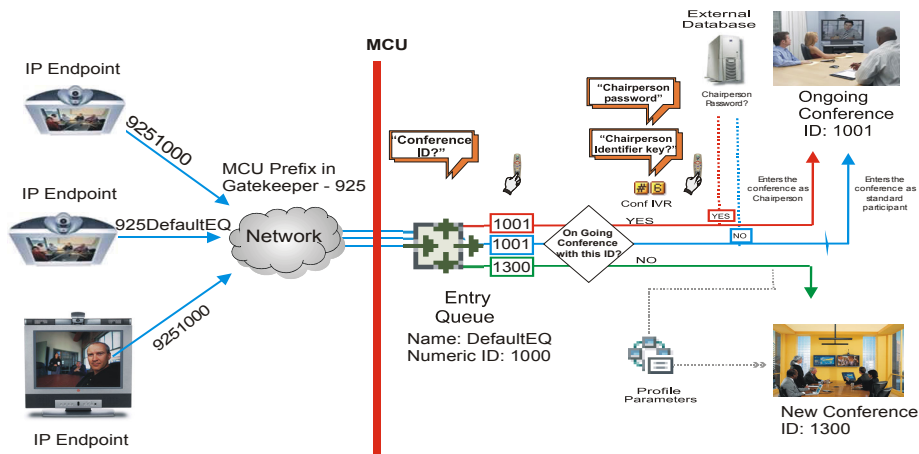 IP Endpoint
9251000
IP Endpoint
925DefaultEQ
9251000
IP Endpoint
MCU Prefix in
Gatekeeper - 925
Network
MCU
“Conference
ID?”
Entry
Queue
Name: DefaultEQ
Numeric ID: 1000
1001
1001
1300
On Going
Conference
with this ID?
YES
NO
“Chairperson
password”
“Chairperson
Identifier key?”
# 6
Conf IVR
External
Database
Chairperson
Password?
YES
NO
Ongoing
Conference
ID: 1001
Enters the
conference as
Chairperson
Enters the
conference as
standard
participant
Profile
Parameters
New Conference
ID: 1300